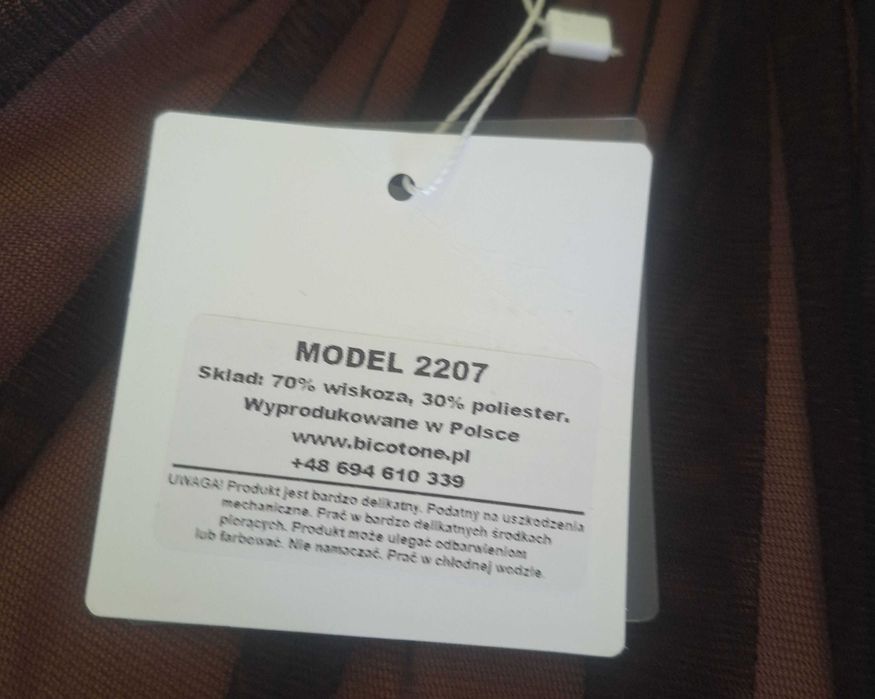 MODEL 2207
Skład: 70% wiskoza, 30% poliester.
Wyprodukowane w Polsce
www.bicotone.pl
+48 694 610 339
UWAGA! Produkt jest bardzo delikatny. Podatny na uszkodzenia
mechaniczne. Prać w bardzo delikatnych środkach
piorących. Produkt może ulegać odbarwieniom
lub farbować. Nie namaczać. Prać w chłodnej wodzie.